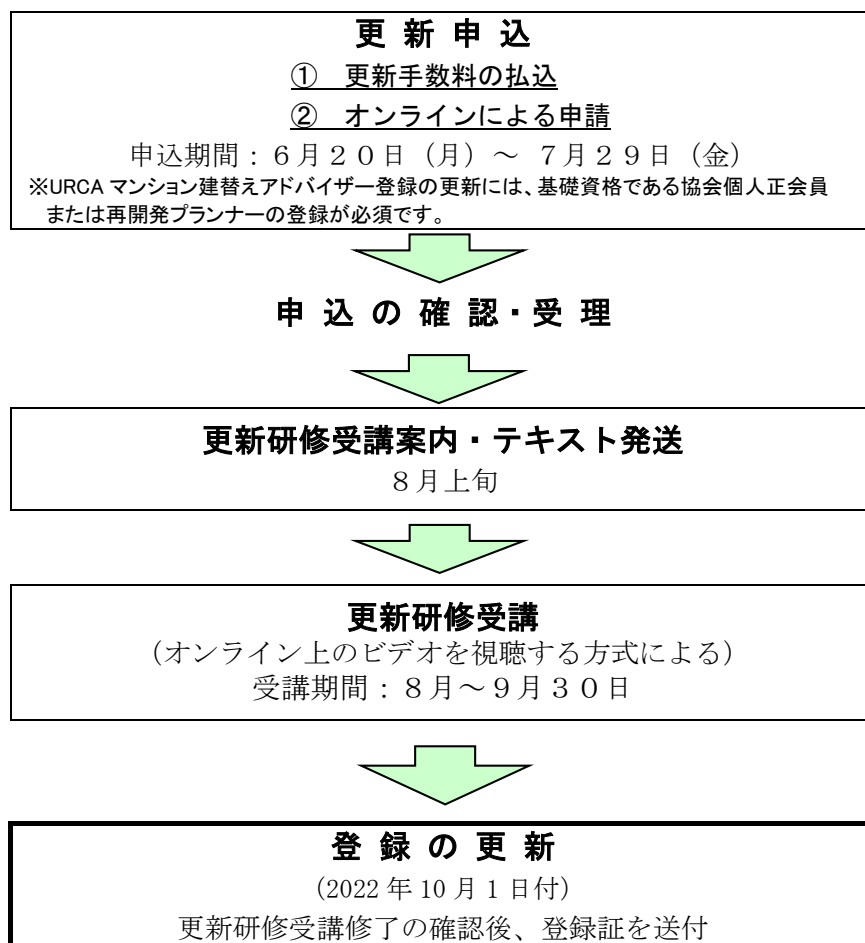 更 新 申 込
① 更新手数料の払込
② オンラインによる申請
申込期間：６月２０日（月）～ ７月２９日（金）
※URCA マンション建替えアドバイザー登録の更新には、基礎資格である協会個人正会員
または再開発プランナーの登録が必須です。
申 込 の 確 認・受 理
更新研修受講案内・テキスト発送
８月上旬
更新研修受講
（オンライン上のビデオを視聴する方式による）
受講期間：８月～９月３０日
登 録 の 更 新
（2022 年 10 月 1 日付）
更新研修受講修了の確認後、登録証を送付